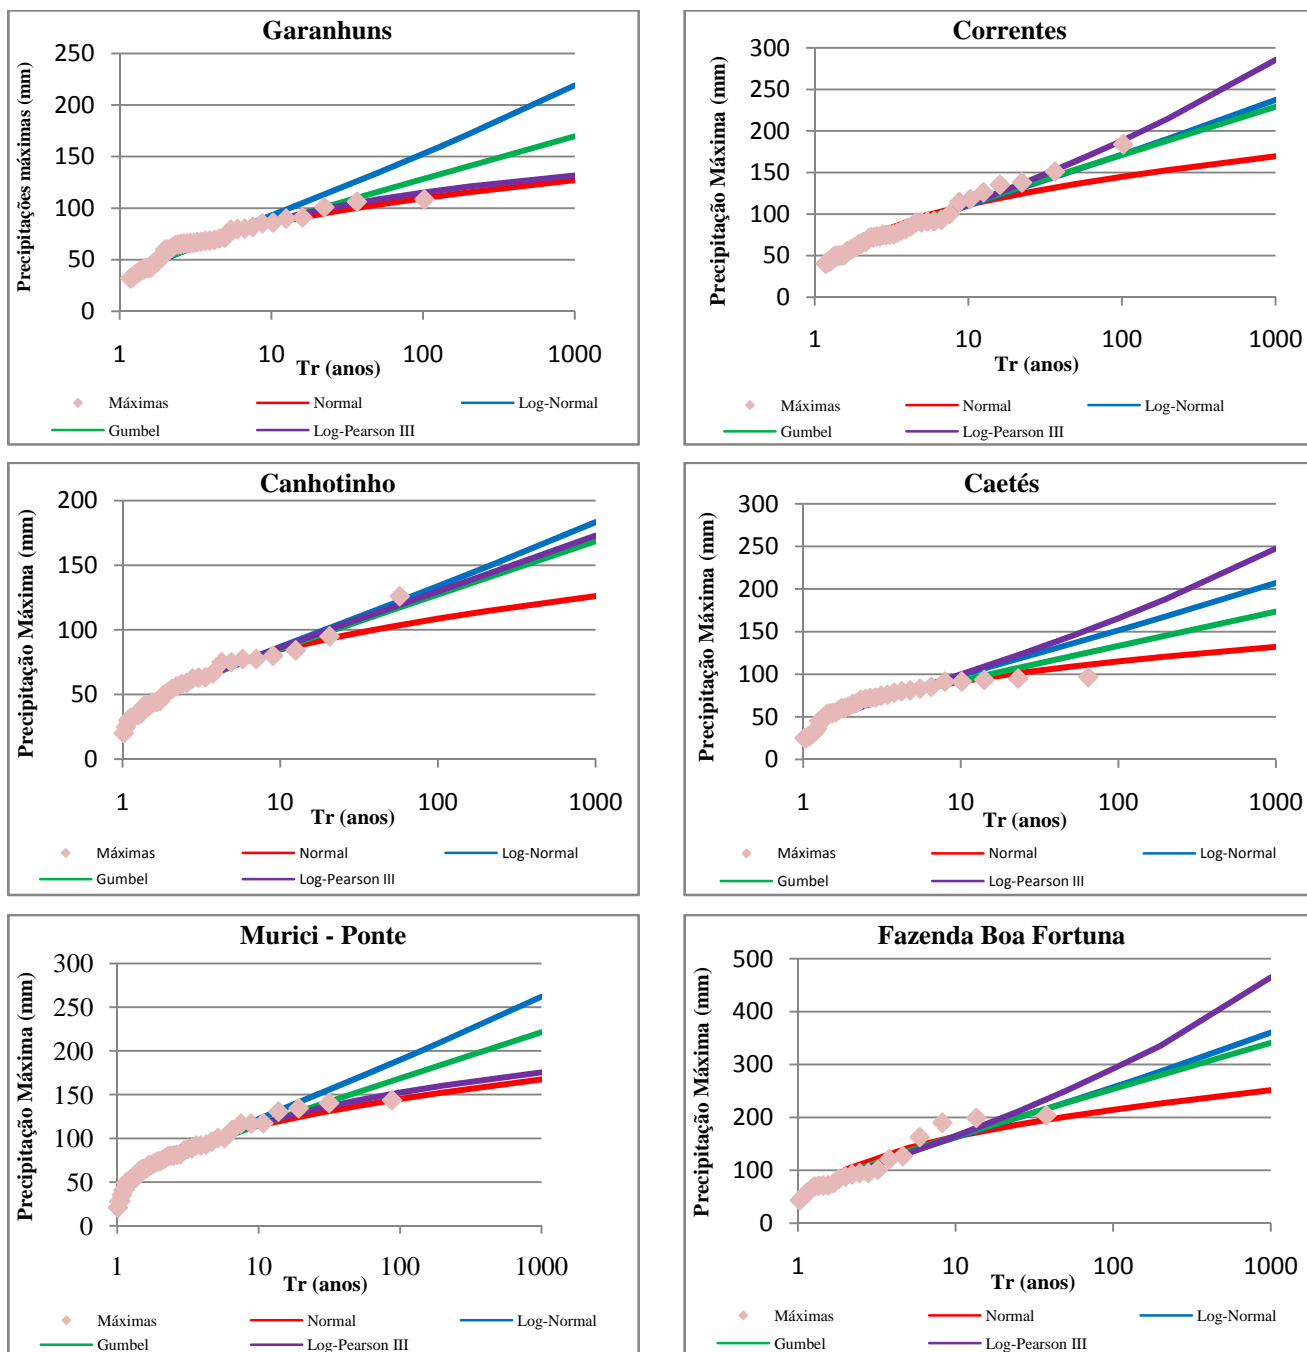 Garanhuns
Precipitações máximas (mm)
250
200
150
100
50
0
1 10 100 1000
Tr (anos)
Máximas Normal Log-Normal
Gumbel Log-Pearson III
Correntes
Precipitação Máxima (mm)
300
250
200
150
100
50
0
1 10 100 1000
Tr (anos)
Máximas Normal Log-Normal
Gumbel Log-Pearson III
Canhotinho
Precipitação Máxima (mm)
200
150
100
50
0
1 10 100 1000
Tr (anos)
Máximas Normal Log-Normal
Gumbel Log-Pearson III
Caetés
Precipitação Máxima (mm)
300
250
200
150
100
50
0
1 10 100 1000
Tr (anos)
Máximas Normal Log-Normal
Gumbel Log-Pearson III
Murici - Ponte
Precipitação Máxima (mm)
300
250
200
150
100
50
0
1 10 100 1000
Tr (anos)
Máximas Normal Log-Normal
Gumbel Log-Pearson III
Fazenda Boa Fortuna
Precipitação Máxima (mm)
500
400
300
200
100
0
1 10 100 1000
Tr (anos)
Máximas Normal Log-Normal
Gumbel Log-Pearson III